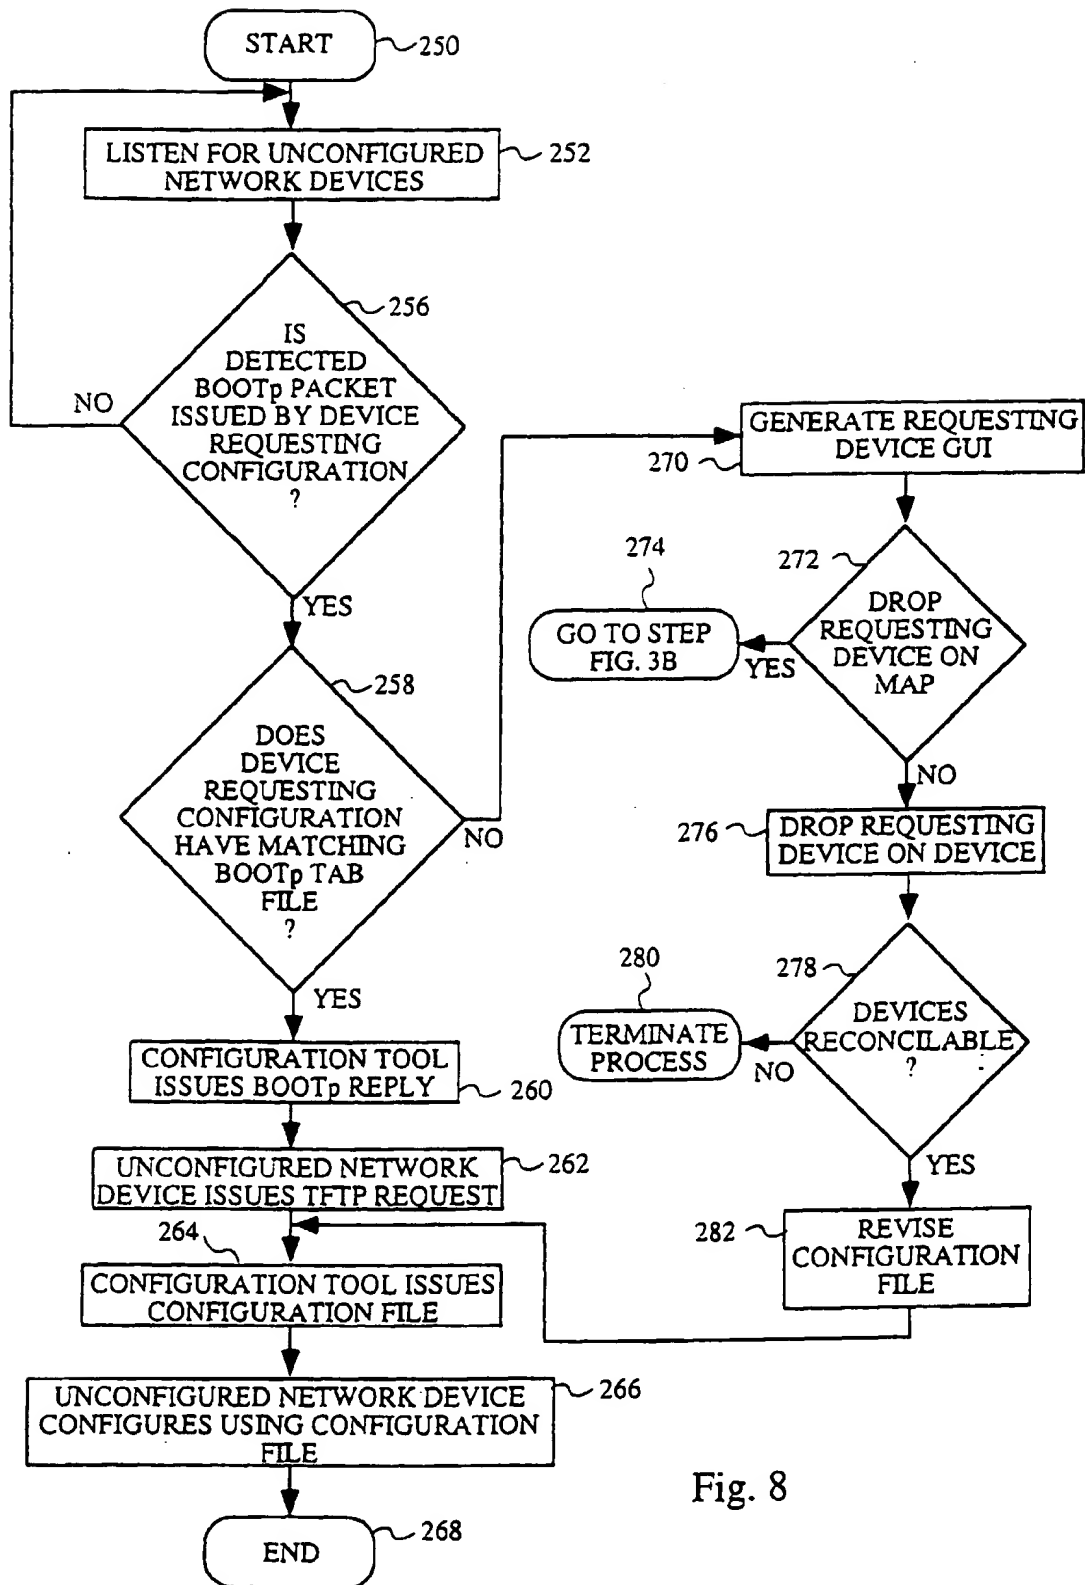 START
250
LISTEN FOR UNCONFIGURED
NETWORK DEVICES
252
256
IS
DETECTED
BOOTp PACKET
ISSUED BY DEVICE
REQUESTING
CONFIGURATION
?
NO
YES
258
DOES
DEVICE
REQUESTING
CONFIGURATION
HAVE MATCHING
BOOTp TAB
FILE
?
NO
YES
CONFIGURATION TOOL
ISSUES BOOTp REPLY
260
UNCONFIGURED NETWORK
DEVICE ISSUES TFTP REQUEST
262
264
CONFIGURATION TOOL ISSUES
CONFIGURATION FILE
UNCONFIGURED NETWORK DEVICE
CONFIGURES USING CONFIGURATION
FILE
266
END
268
GENERATE REQUESTING
DEVICE GUI
270
272
DROP
REQUESTING
DEVICE ON
MAP
274
GO TO STEP
FIG. 3B
YES
NO
276
DROP REQUESTING
DEVICE ON DEVICE
278
DEVICES
RECONCILABLE
?
280
TERMINATE
PROCESS
NO
YES
282
REVISE
CONFIGURATION
FILE
Fig. 8